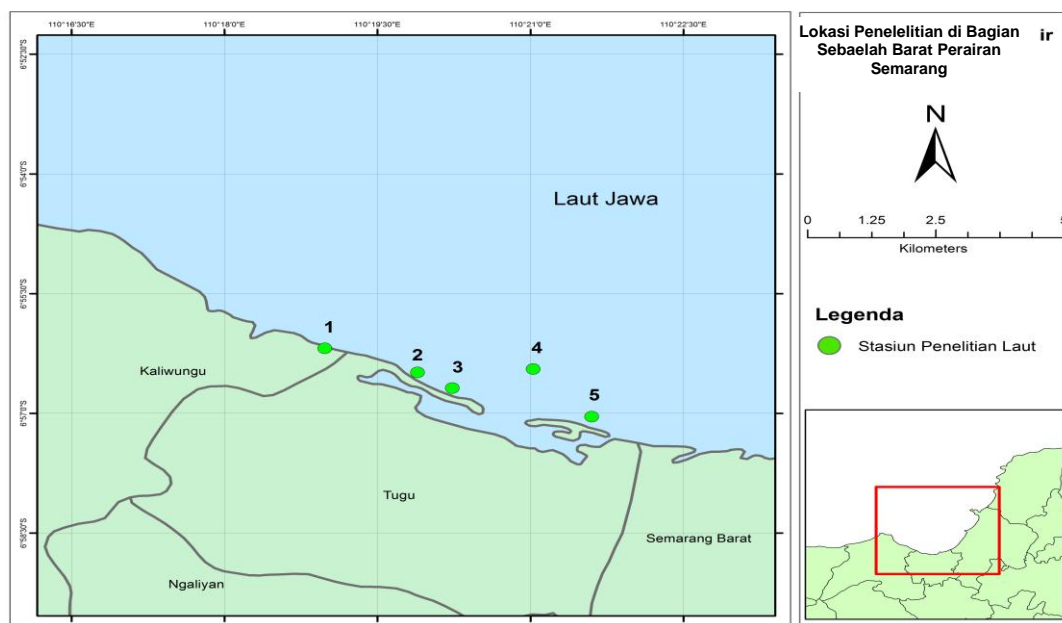 110°16'30"E 110°18'0"E 110°19'30"E 110°21'0"E 110°22'30"E
6°52'30"S
6°54'0"S
6°55'30"S
6°57'0"S
6°58'30"S
Laut Jawa
1
2
3
4
5
Kaliwungu
Tugu
Semarang Barat
Ngaliyan
Lokasi Penelelitian di Bagian ir
Sebaelah Barat Perairan
Semarang
N
0 1.25 2.5 5
Kilometers
Legenda
Stasiun Penelitian Laut